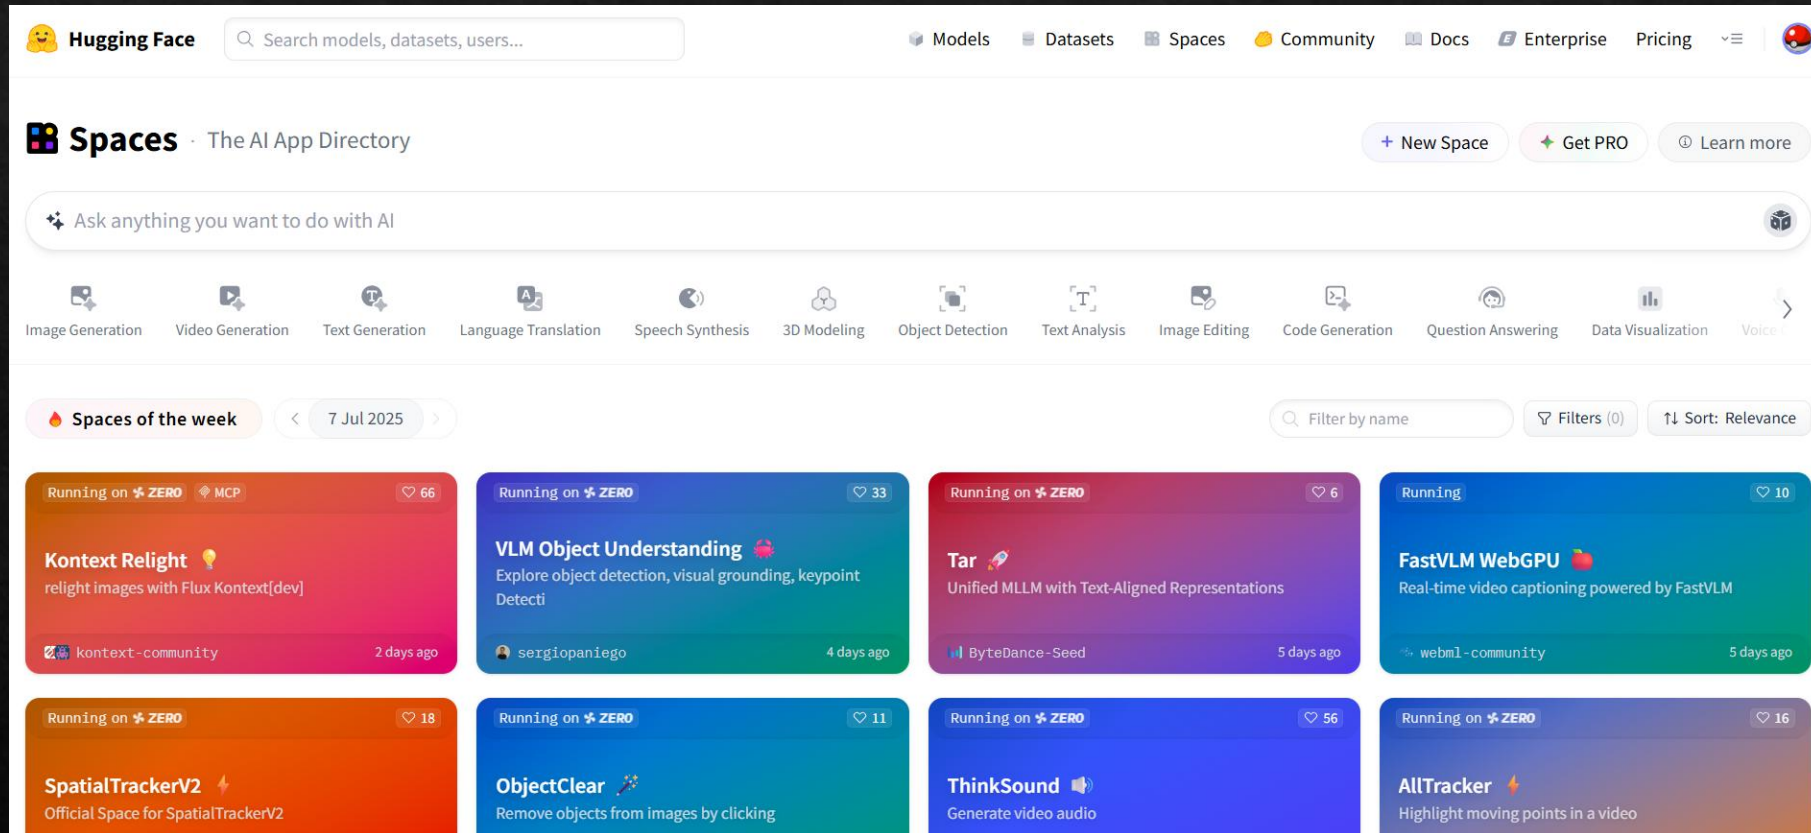 Hugging Face
Search models, datasets, users...
Models
Datasets
Spaces
Community
Docs
Enterprise
Pricing
Spaces · The AI App Directory
+ New Space
Get PRO
Learn more
Ask anything you want to do with AI
Image Generation
Video Generation
Text Generation
Language Translation
Speech Synthesis
3D Modeling
Object Detection
Text Analysis
Image Editing
Code Generation
Question Answering
Data Visualization
Voice
Spaces of the week
7 Jul 2025
Filter by name
Filters (0)
Sort: Relevance
Running on ZERO MCP 66
Kontext Relight
relight images with Flux Kontext[dev]
kontext-community 2 days ago
Running on ZERO 33
VLM Object Understanding
Explore object detection, visual grounding, keypoint
Detecti
sergiopaniego 4 days ago
Running on ZERO 6
Tar
Unified MLLM with Text-Aligned Representations
ByteDance-Seed 5 days ago
Running 10
FastVLM WebGPU
Real-time video captioning powered by FastVLM
webml-community 5 days ago
Running on ZERO 18
SpatialTrackerV2
Official Space for SpatialTrackerV2
Running on ZERO 11
ObjectClear
Remove objects from images by clicking
Running on ZERO 56
ThinkSound
Generate video audio
Running on ZERO 16
AllTracker
Highlight moving points in a video